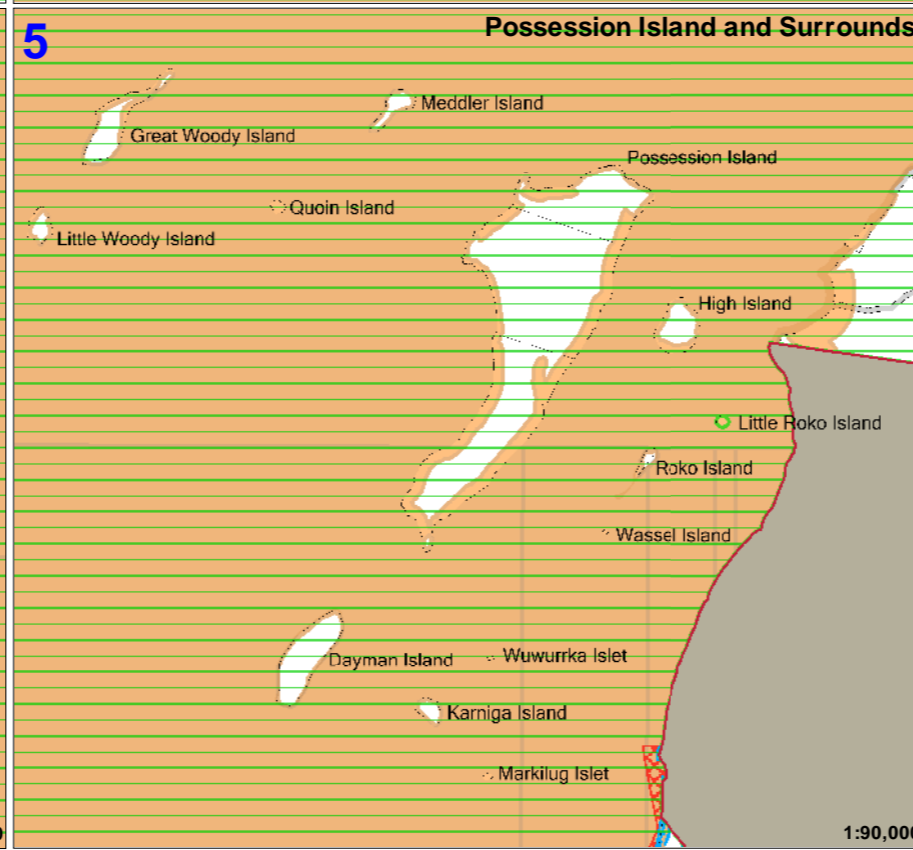 5
Possession Island and Surrounds
Meddler Island
Great Woody Island
Possession Island
Quoin Island
Little Woody Island
High Island
Little Roko Island
Roko Island
Wassel Island
Wuwurrka Islet
Dayman Island
Karniga Island
Markilug Islet
1:90,000